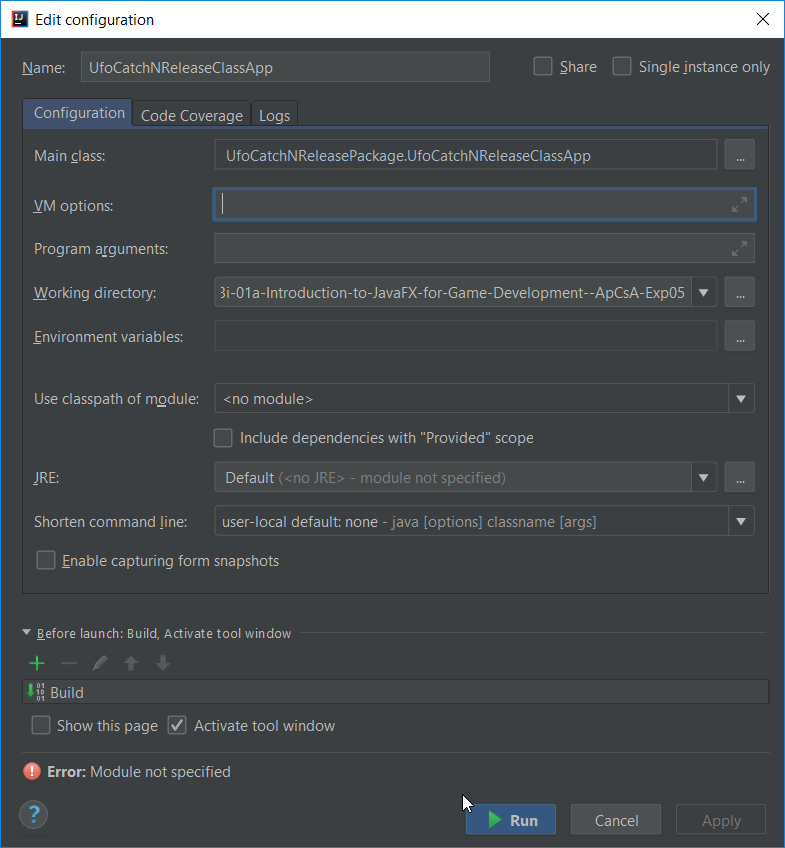 Edit configuration
Name: UfoCatchNReleaseClassApp Share Single instance only
Configuration Code Coverage Logs
Main class: UfoCatchNReleasePackage.UfoCatchNReleaseClassApp ...
VM options:
Program arguments:
Working directory: 3i-01a-Introduction-to-JavaFX-for-Game-Development--ApCsA-Exp05 ...
Environment variables: ...
Use classpath of module: <no module>
Include dependencies with "Provided" scope
JRE: Default (<no JRE> - module not specified) ...
Shorten command line: user-local default: none - java [options] classname [args]
Enable capturing form snapshots
Before launch: Build, Activate tool window
Build
Show this page Activate tool window
Error: Module not specified
? Run Cancel Apply